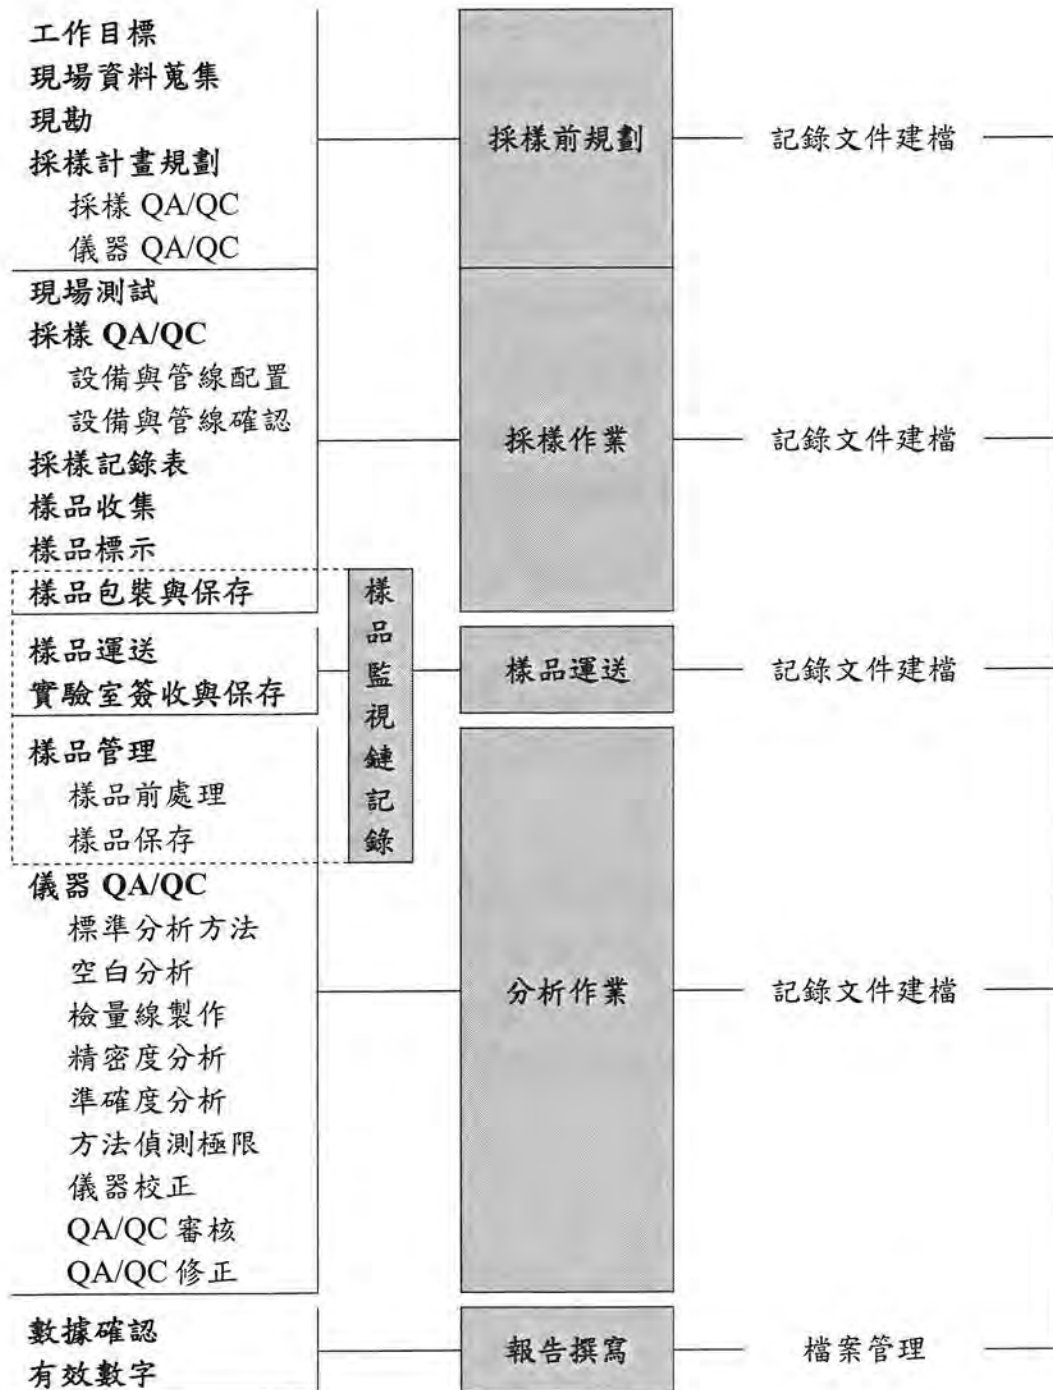 工作目標
現場資料蒐集
現勘
採樣計畫規劃
採樣 QA/QC
儀器 QA/QC
採樣前規劃
記錄文件建檔
現場測試
採樣 QA/QC
設備與管線配置
設備與管線確認
採樣記錄表
樣品收集
樣品標示
樣品包裝與保存
採樣作業
記錄文件建檔
樣品監視鏈記錄
樣品運送
實驗室簽收與保存
樣品運送
記錄文件建檔
樣品管理
樣品前處理
樣品保存
儀器 QA/QC
標準分析方法
空白分析
檢量線製作
精密度分析
準確度分析
方法偵測極限
儀器校正
QA/QC 審核
QA/QC 修正
分析作業
記錄文件建檔
數據確認
有效數字
報告撰寫
檔案管理